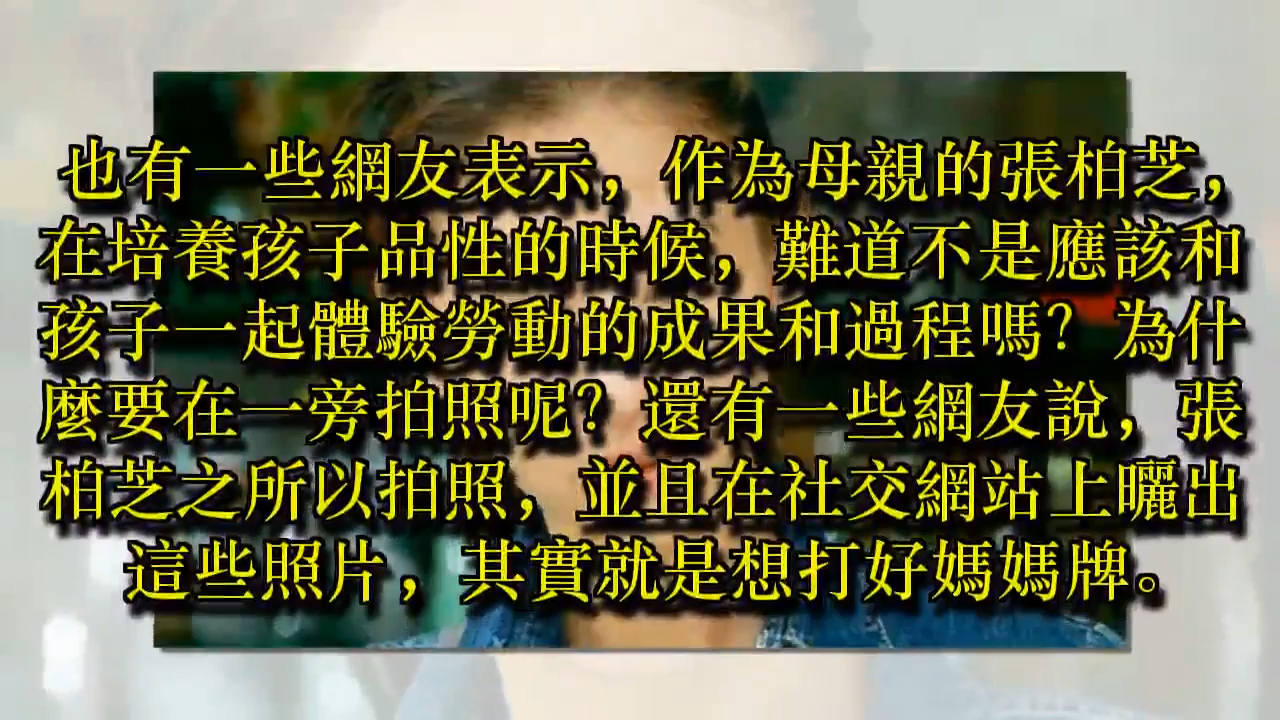 也有一些網友表示，作為母親的張柏芝，
在培養孩子品性的時候，難道不是應該和
孩子一起體驗勞動的成果和過程嗎？為什
麼要在一旁拍照呢？還有一些網友說，張
柏芝之所以拍照，並且在社交網站上曬出
這些照片，其實就是想打好媽媽牌。